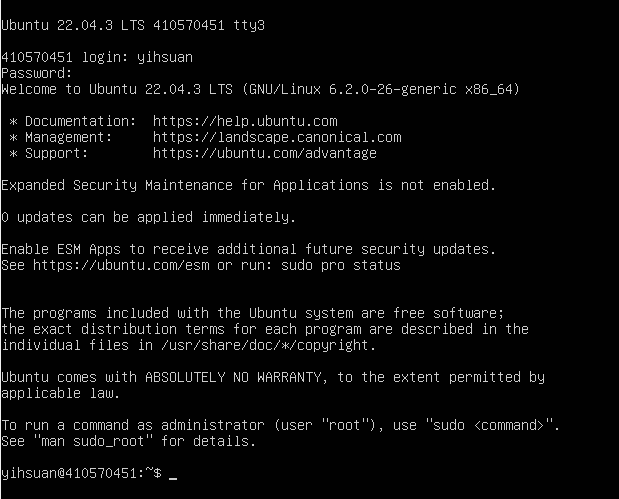 Ubuntu 22.04.3 LTS 410570451 tty3
410570451 login: yihsuan
Password:
Welcome to Ubuntu 22.04.3 LTS (GNU/Linux 6.2.0-26-generic x86_64)
* Documentation:  https://help.ubuntu.com
* Management:     https://landscape.canonical.com
* Support:        https://ubuntu.com/advantage
Expanded Security Maintenance for Applications is not enabled.
0 updates can be applied immediately.
Enable ESM Apps to receive additional future security updates.
See https://ubuntu.com/esm or run: sudo pro status
The programs included with the Ubuntu system are free software;
the exact distribution terms for each program are described in the
individual files in /usr/share/doc/*/copyright.
Ubuntu comes with ABSOLUTELY NO WARRANTY, to the extent permitted by
applicable law.
To run a command as administrator (user "root"), use "sudo <command>".
See "man sudo_root" for details.
yihsuan@410570451:~$ _